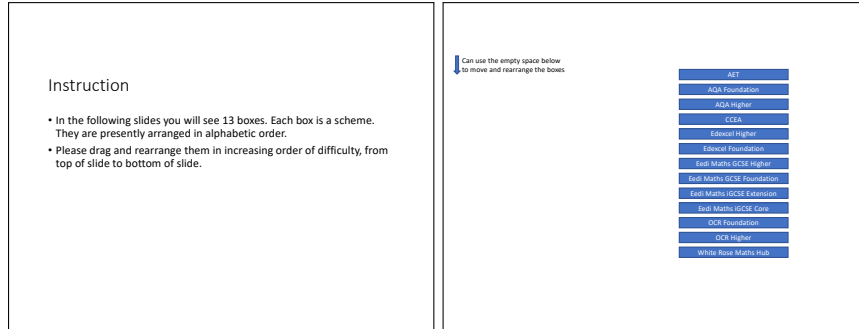 Instruction
• In the following slides you will see 13 boxes. Each box is a scheme.
They are presently arranged in alphabetic order.
• Please drag and rearrange them in increasing order of difficulty, from
top of slide to bottom of slide.
Can use the empty space below
to move and rearrange the boxes
AET
AQA Foundation
AQA Higher
CCEA
Edexcel Higher
Edexcel Foundation
Eedi Maths GCSE Higher
Eedi Maths GCSE Foundation
Eedi Maths iGCSE Extension
Eedi Maths iGCSE Core
OCR Foundation
OCR Higher
White Rose Maths Hub